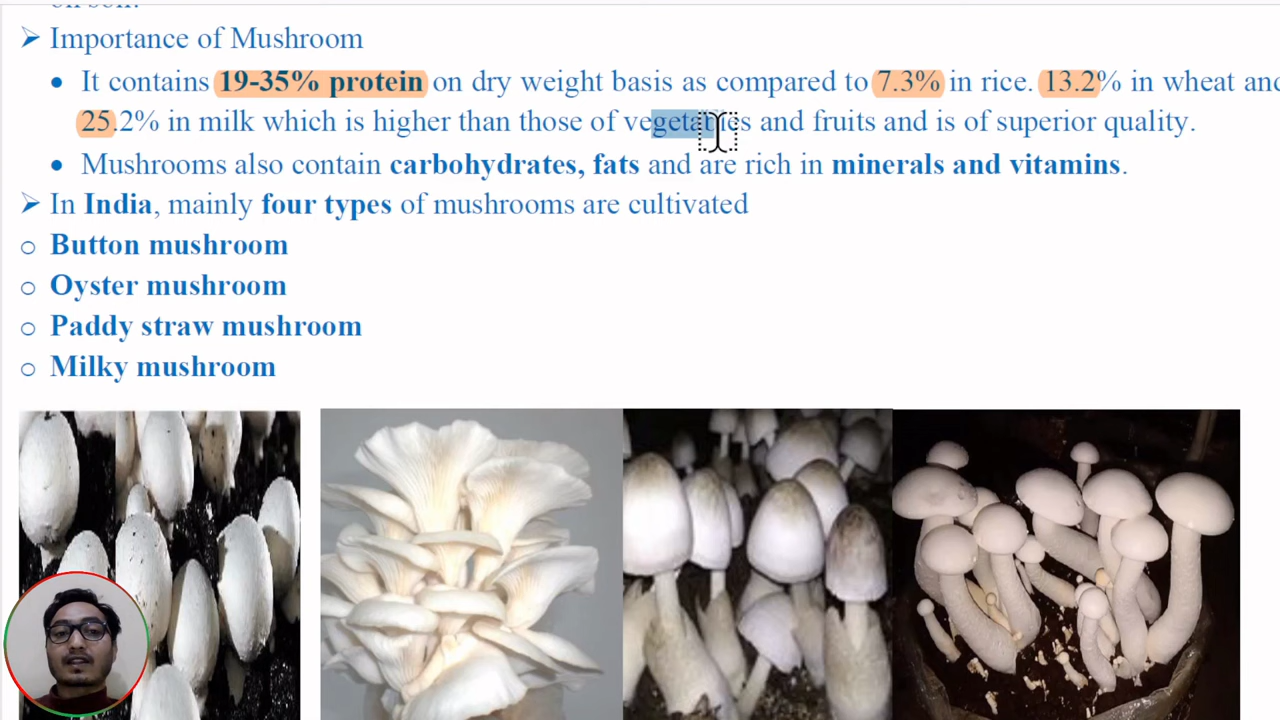 ➢ Importance of Mushroom
• It contains 19-35% protein on dry weight basis as compared to 7.3% in rice. 13.2% in wheat and
25.2% in milk which is higher than those of vegetables and fruits and is of superior quality.
• Mushrooms also contain carbohydrates, fats and are rich in minerals and vitamins.
➢ In India, mainly four types of mushrooms are cultivated
○ Button mushroom
○ Oyster mushroom
○ Paddy straw mushroom
○ Milky mushroom